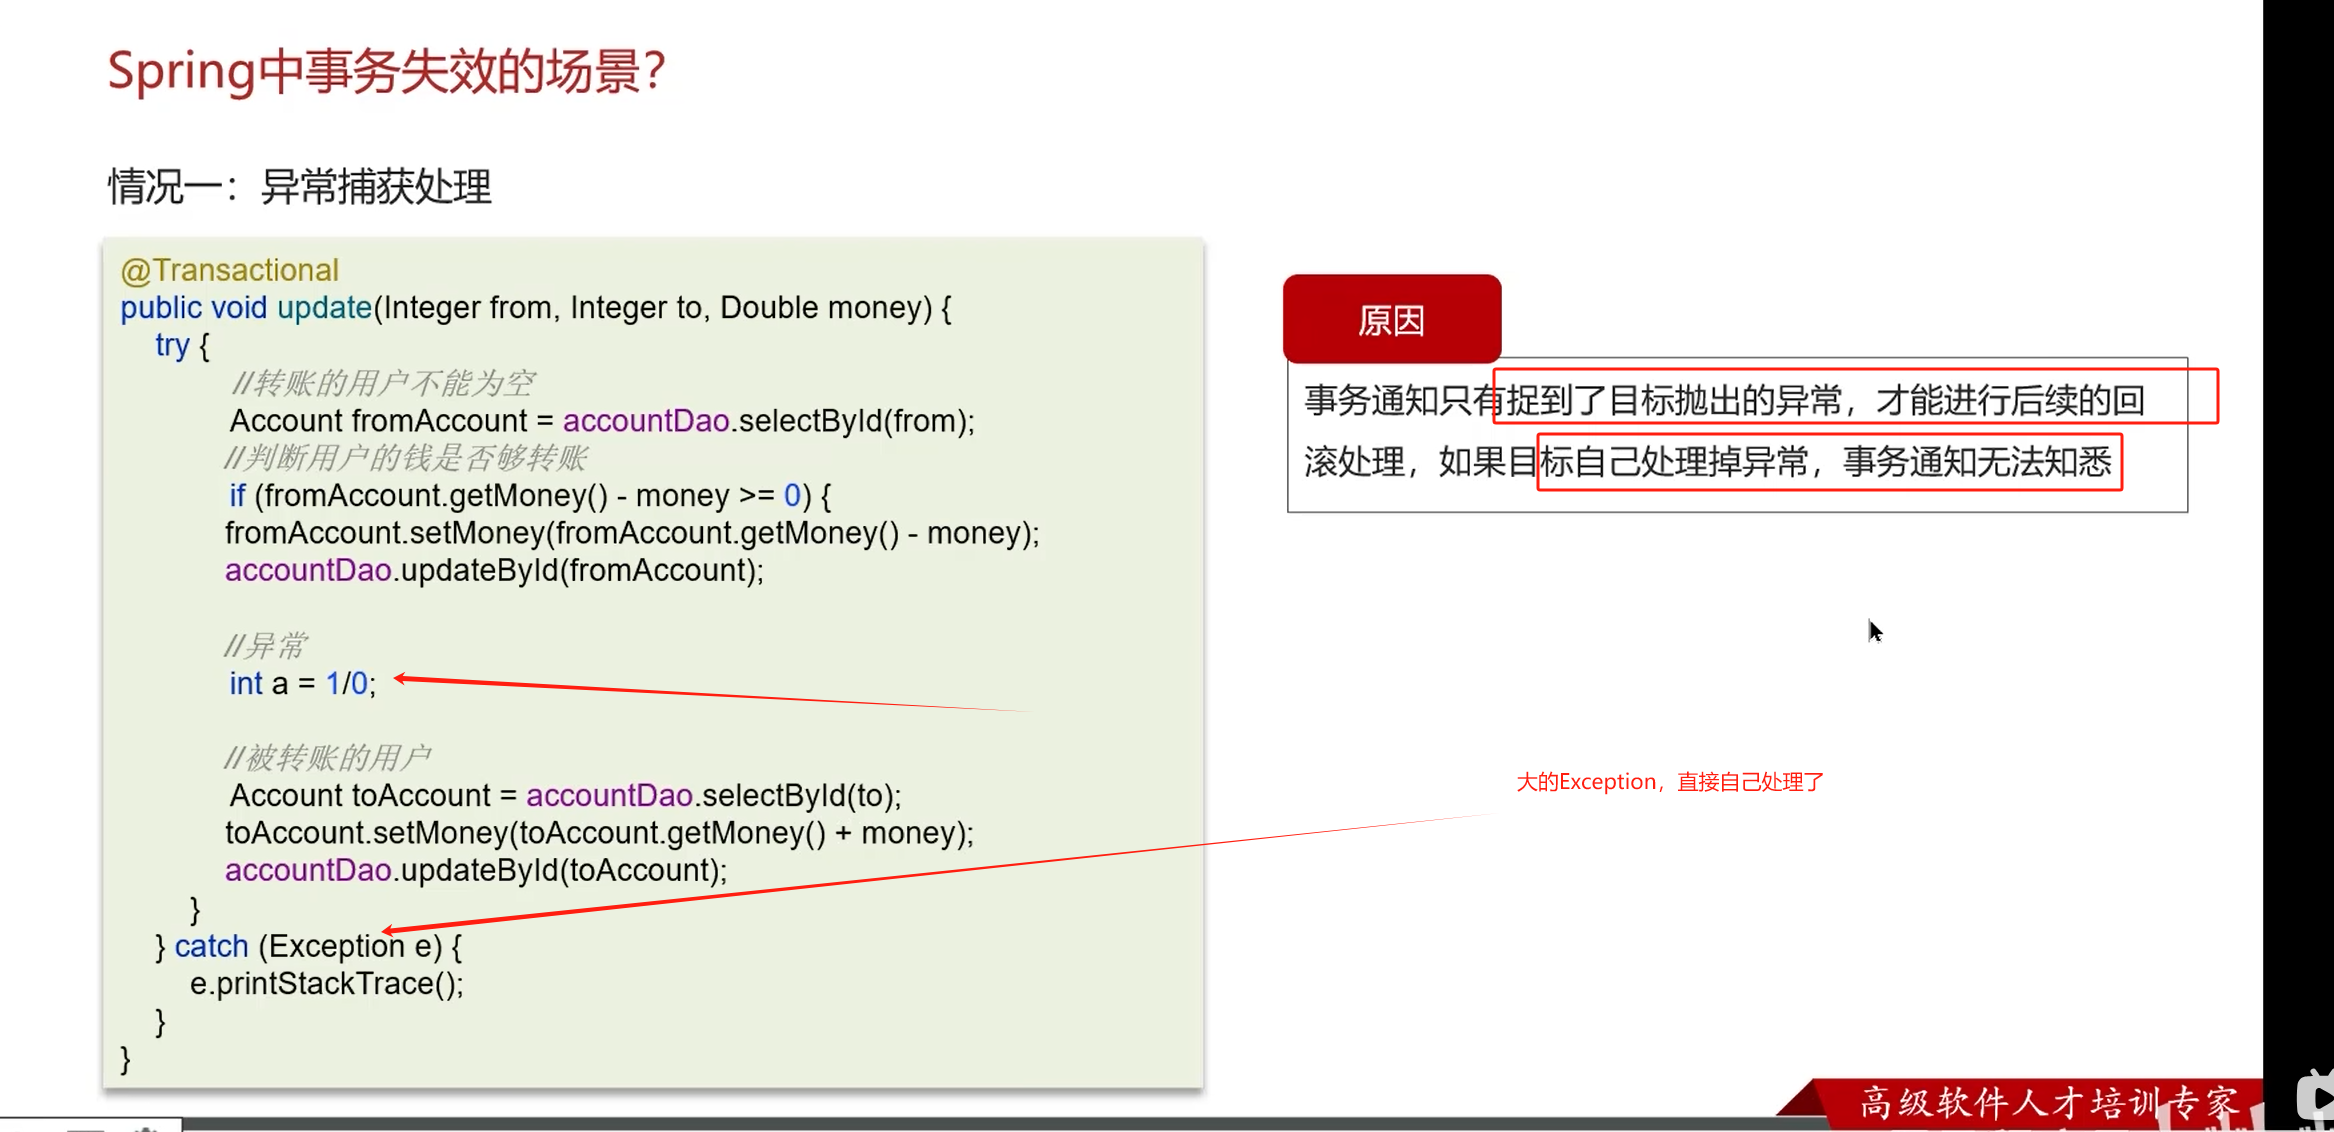 Spring中事务失效的场景？
情况一：异常捕获处理
@Transactional
public void update(Integer from, Integer to, Double money) {
try {
//转账的用户不能为空
Account fromAccount = accountDao.selectById(from);
//判断用户的钱是否够转账
if (fromAccount.getMoney() - money >= 0) {
fromAccount.setMoney(fromAccount.getMoney() - money);
accountDao.updateById(fromAccount);
//异常
int a = 1/0;
//被转账的用户
Account toAccount = accountDao.selectById(to);
toAccount.setMoney(toAccount.getMoney() + money);
accountDao.updateById(toAccount);
}
} catch (Exception e) {
e.printStackTrace();
}
}
原因
事务通知只有捉到了目标抛出的异常，才能进行后续的回
滚处理，如果目标自己处理掉异常，事务通知无法知悉
大的Exception，直接自己处理了
高级软件人才培训专家